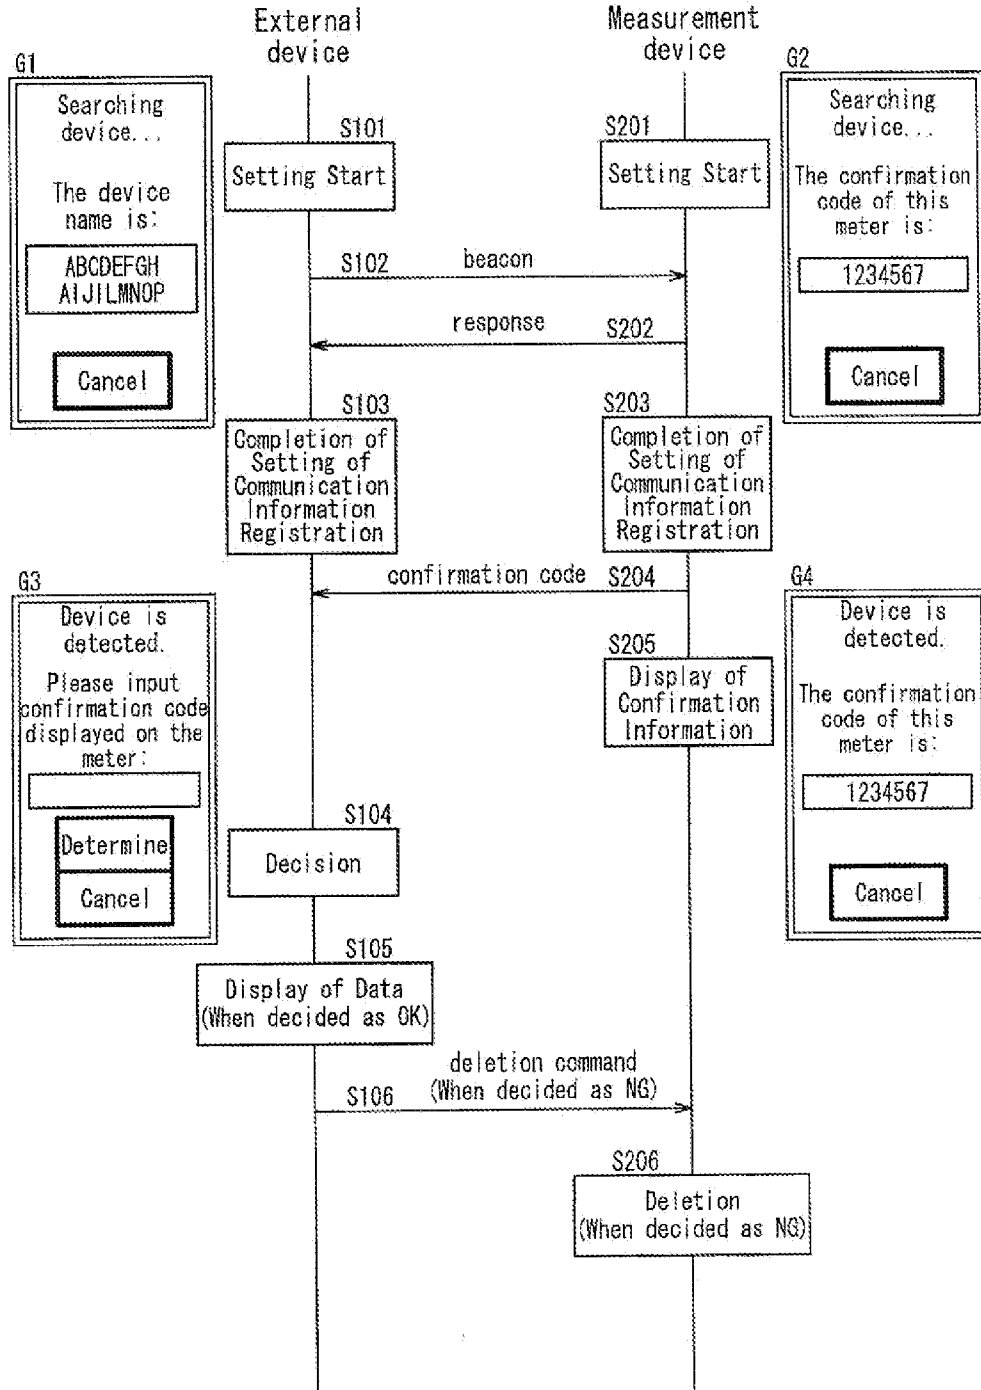 External
device
Measurement
device
G1
Searching
device...
The device
name is:
ABCDEFGH
AIJILMNOP
Cancel
G2
Searching
device...
The confirmation
code of this
meter is:
1234567
Cancel
S101
Setting Start
S201
Setting Start
S102
beacon
response
S202
S103
Completion of
Setting of
Communication
Information
Registration
S203
Completion of
Setting of
Communication
Information
Registration
confirmation code
S204
G3
Device is
detected.
Please input
confirmation code
displayed on the
meter:
Determine
Cancel
G4
Device is
detected.
The confirmation
code of this
meter is:
1234567
Cancel
S205
Display of
Confirmation
Information
S104
Decision
S105
Display of Data
(When decided as OK)
deletion command
(When decided as NG)
S106
S206
Deletion
(When decided as NG)